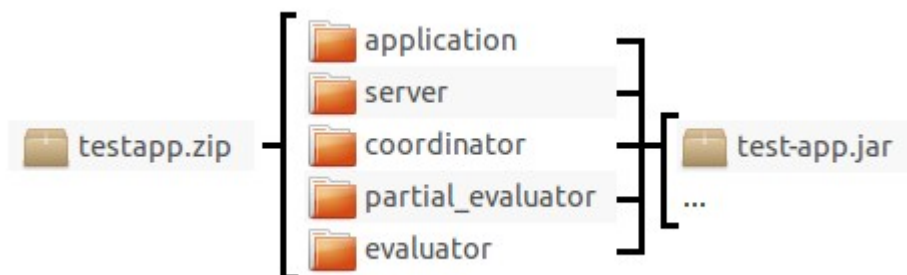 testapp.zip
application
server
coordinator
partial_evaluator
evaluator
test-app.jar
...